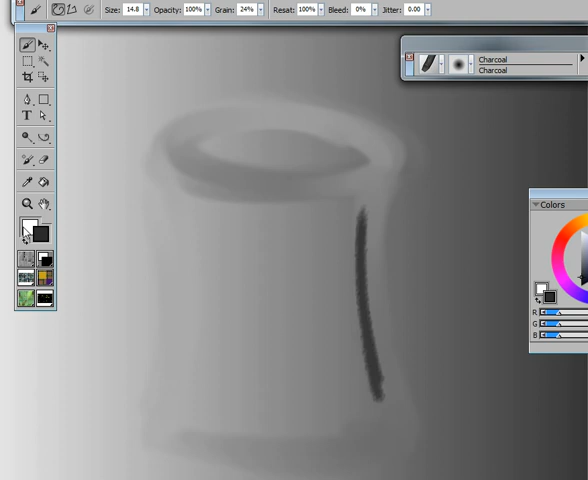 Size: 14.8 Opacity: 100% Grain: 24% Resat: 100% Bleed: 0% Jitter: 0.00
Charcoal
Charcoal
T
Colors
R
G
B